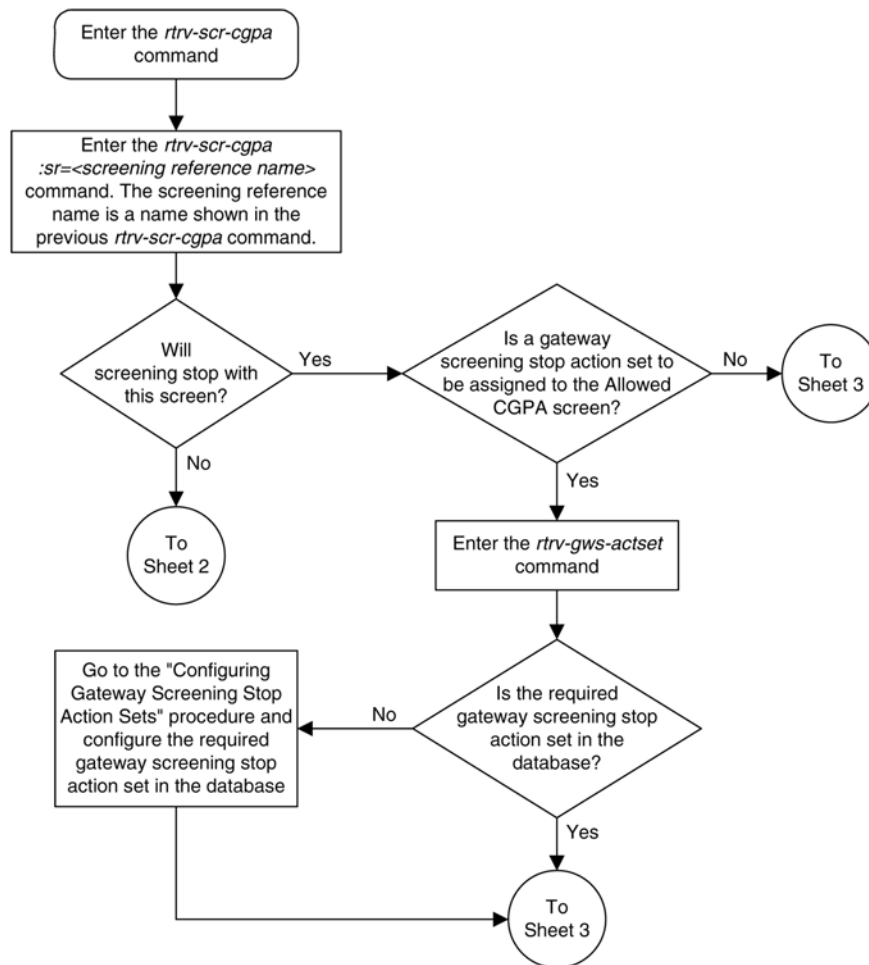 Enter the rtrv-scr-cgpa
command
Enter the rtrv-scr-cgpa
:sr=<screening reference name>
command. The screening reference
name is a name shown in the
previous rtrv-scr-cgpa command.
Will
screening stop with
this screen?
Yes
Is a gateway
screening stop action set to
be assigned to the Allowed
CGPA screen?
No
To
Sheet 3
No
To
Sheet 2
Yes
Enter the rtrv-gws-actset
command
Is the required
gateway screening stop
action set in the
database?
No
Go to the "Configuring
Gateway Screening Stop
Action Sets" procedure and
configure the required
gateway screening stop
action set in the database
Yes
To
Sheet 3